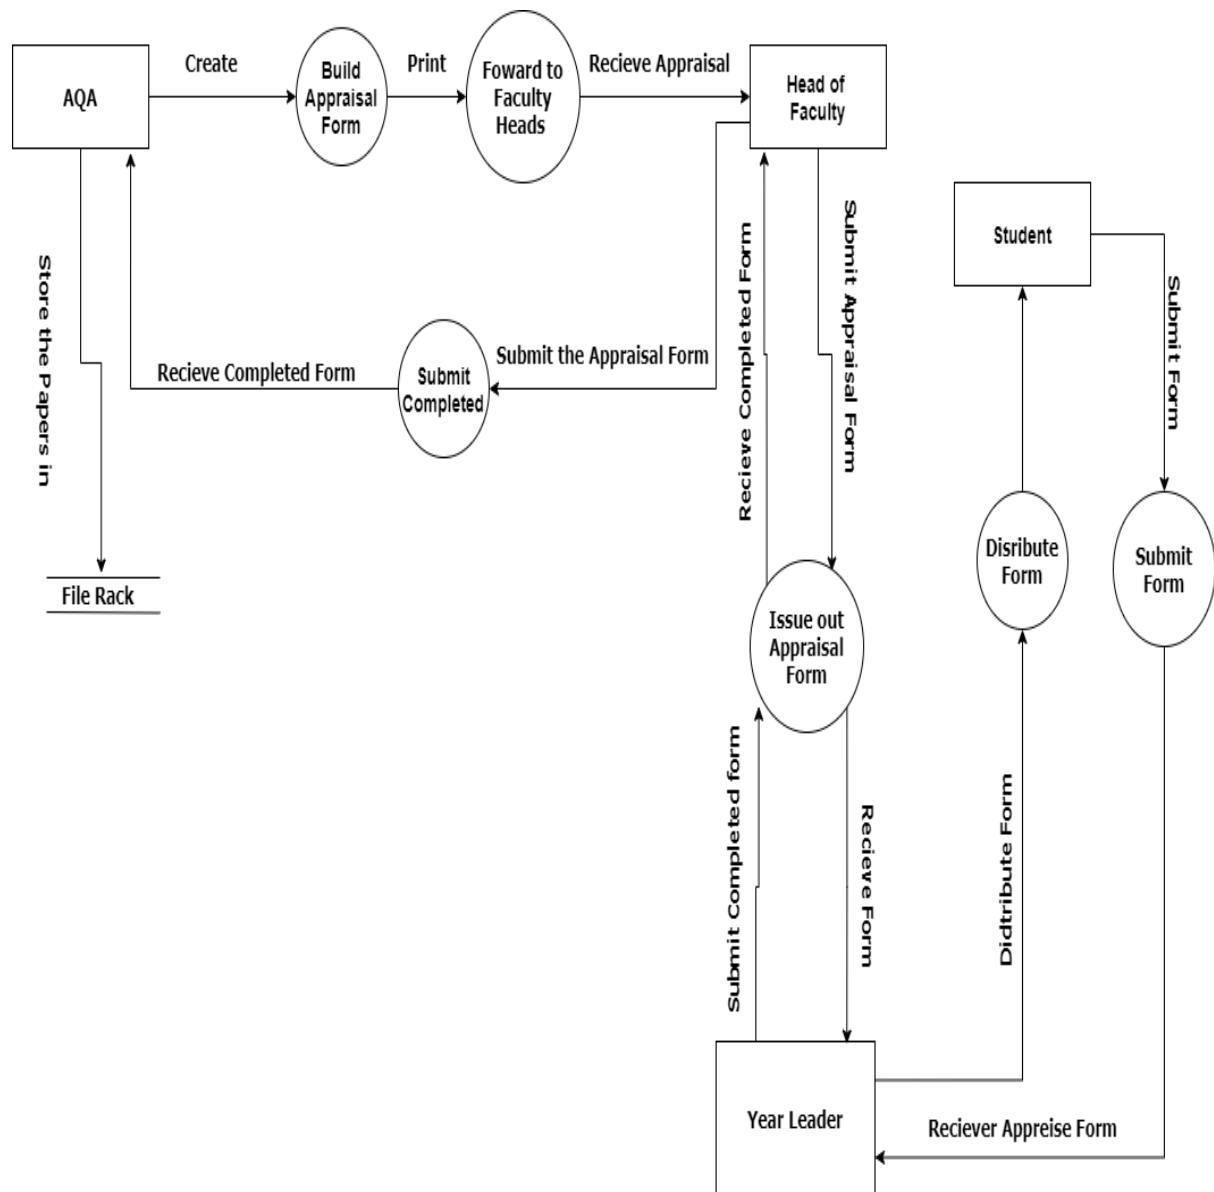 Create
Print
Recieve Appraisal
AQA
Build
Appraisal
Form
Foward to
Faculty
Heads
Head of
Faculty
Student
Store the Papers in
Recieve Completed Form
Submit
Completed
Submit the Appraisal Form
Recieve Completed Form
Submit Appraisal Form
Submit Form
File Rack
Issue out
Appraisal
Form
Disribute
Form
Submit
Form
Submit Completed form
Recieve Form
Didtribute Form
Year Leader
Reciever Appreise Form